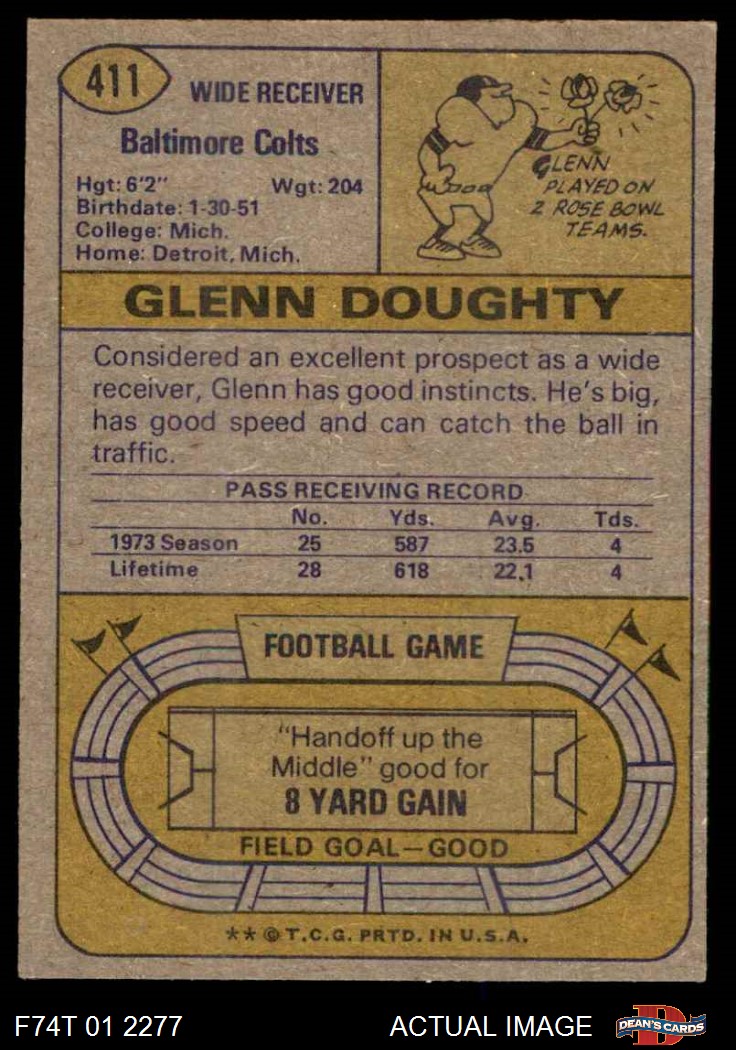 411
WIDE RECEIVER
Baltimore Colts
Hgt: 6'2" Wgt: 204
Birthdate: 1-30-51
College: Mich.
Home: Detroit, Mich.
GLENN
PLAYED ON
2 ROSE BOWL
TEAMS.
GLENN DOUGHTY
Considered an excellent prospect as a wide
receiver, Glenn has good instincts. He's big,
has good speed and can catch the ball in
traffic.
PASS RECEIVING RECORD
No. Yds. Avg. Tds.
1973 Season 25 587 23.5 4
Lifetime 28 618 22.1 4
FOOTBALL GAME
"Handoff up the
Middle" good for
8 YARD GAIN
FIELD GOAL—GOOD
**©T.C.G. PRTD. IN U.S.A.
F74T 01 2277 ACTUAL IMAGE
D
DEAN'S CARDS